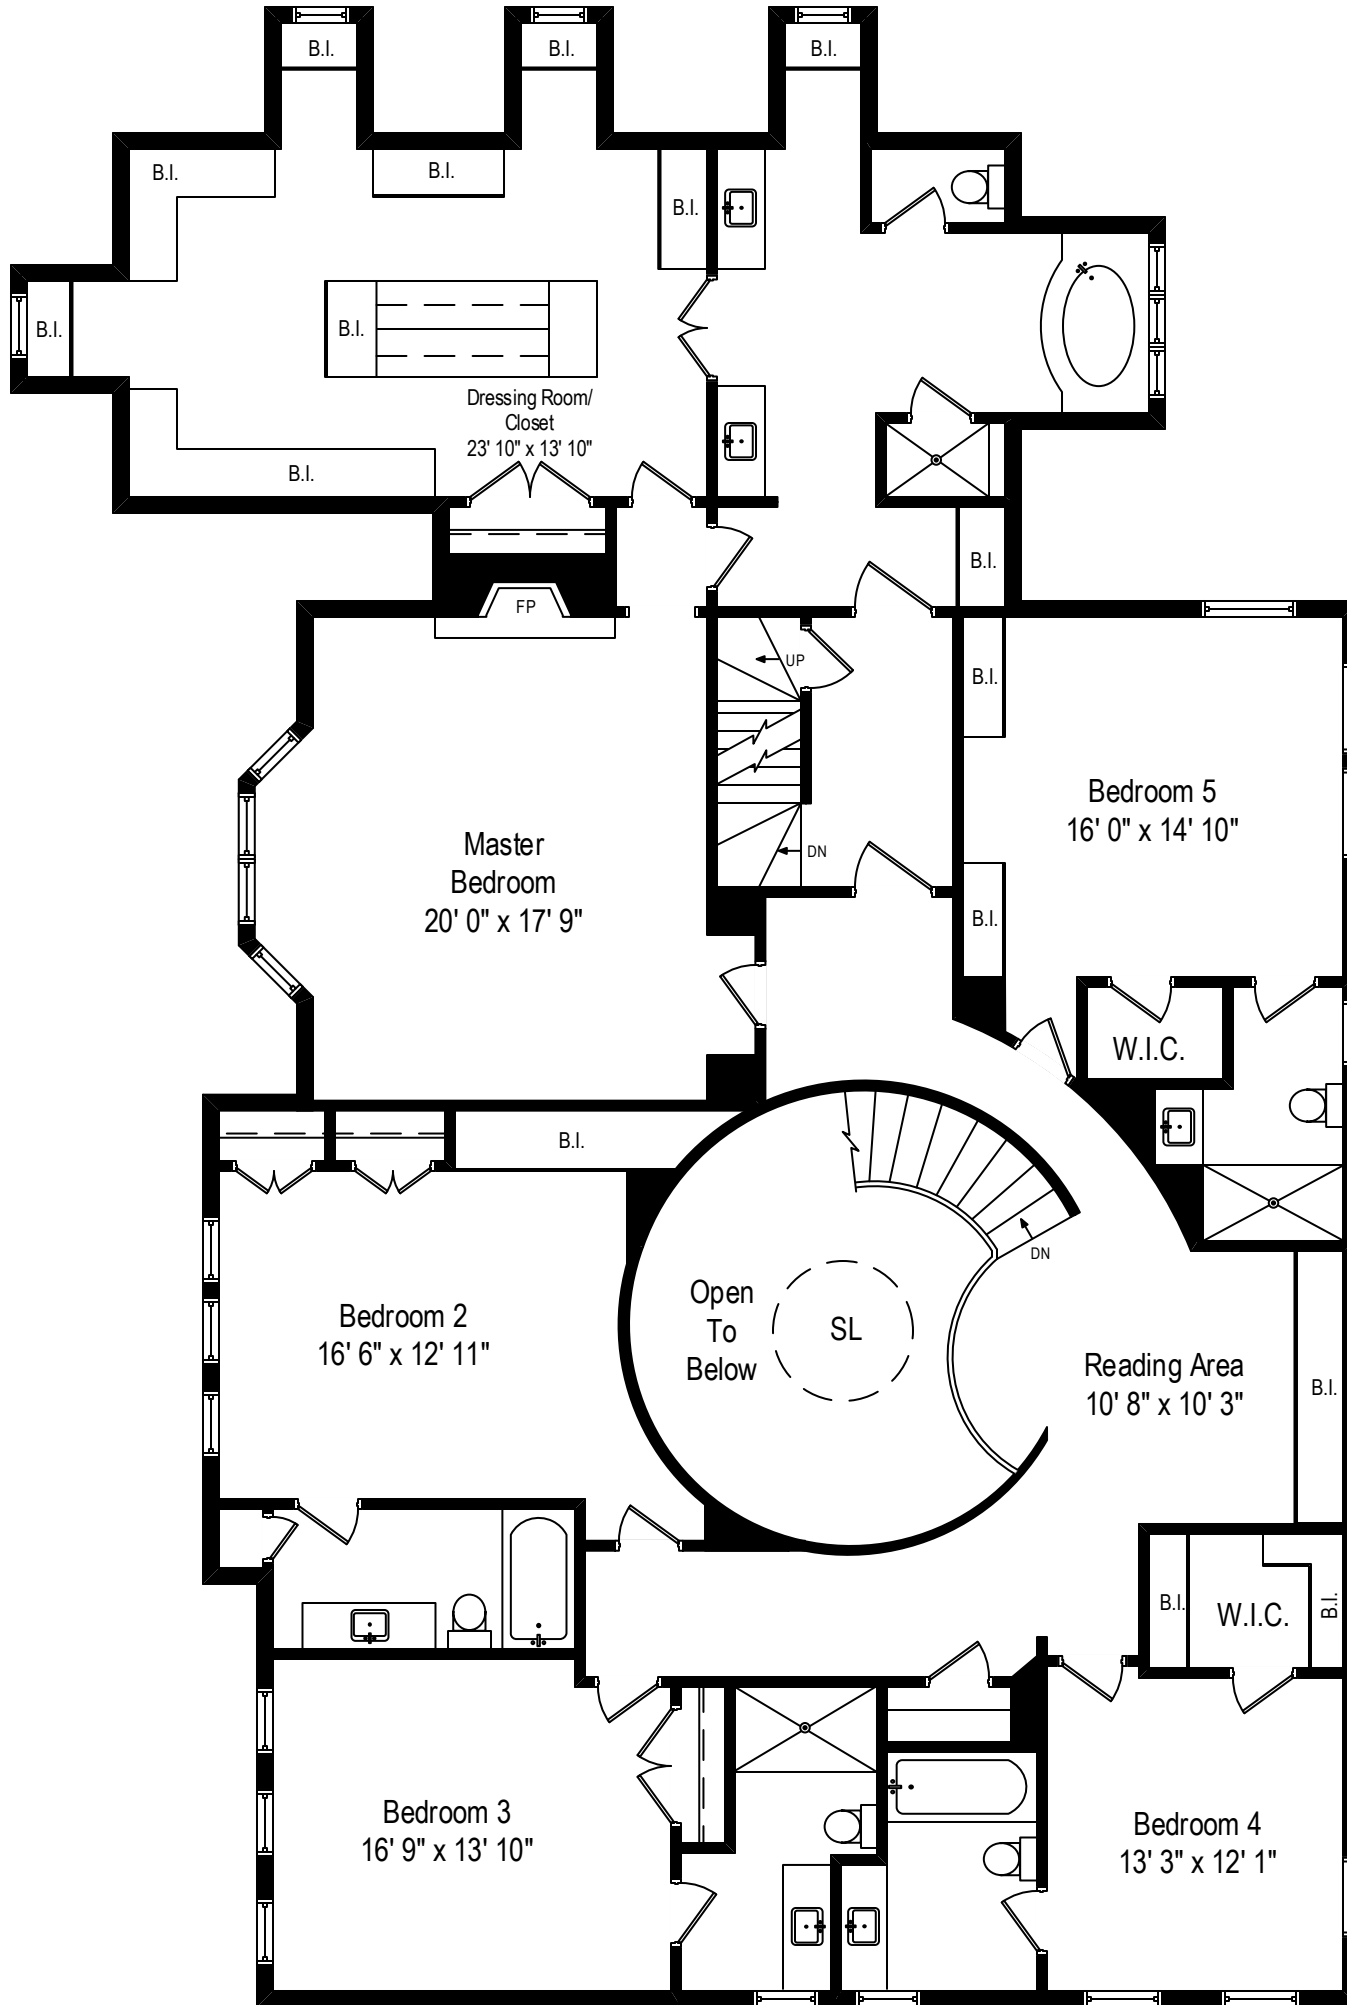 B.I.
B.I.
B.I.
B.I.
B.I.
B.I.
B.I.
B.I.
Dressing Room/
Closet
23' 10" x 13' 10"
B.I.
B.I.
FP
UP
B.I.
Bedroom 5
16' 0" x 14' 10"
Master
Bedroom
20' 0" x 17' 9"
DN
B.I.
W.I.C.
B.I.
DN
Open
To
Below
SL
Bedroom 2
16' 6" x 12' 11"
Reading Area
10' 8" x 10' 3"
B.I.
B.I.
W.I.C.
B.I.
Bedroom 3
16' 9" x 13' 10"
Bedroom 4
13' 3" x 12' 1"